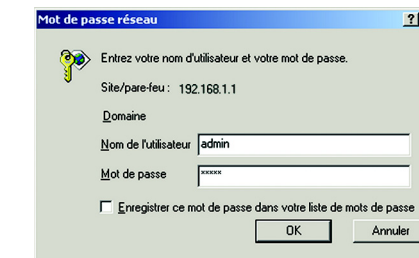 Mot de passe réseau ?
Entrez votre nom d'utilisateur et votre mot de passe.
Site/pare-feu : 192.168.1.1
Domaine
Nom de l'utilisateur admin
Mot de passe xxxxx
Enregistrer ce mot de passe dans votre liste de mots de passe
OK Annuler